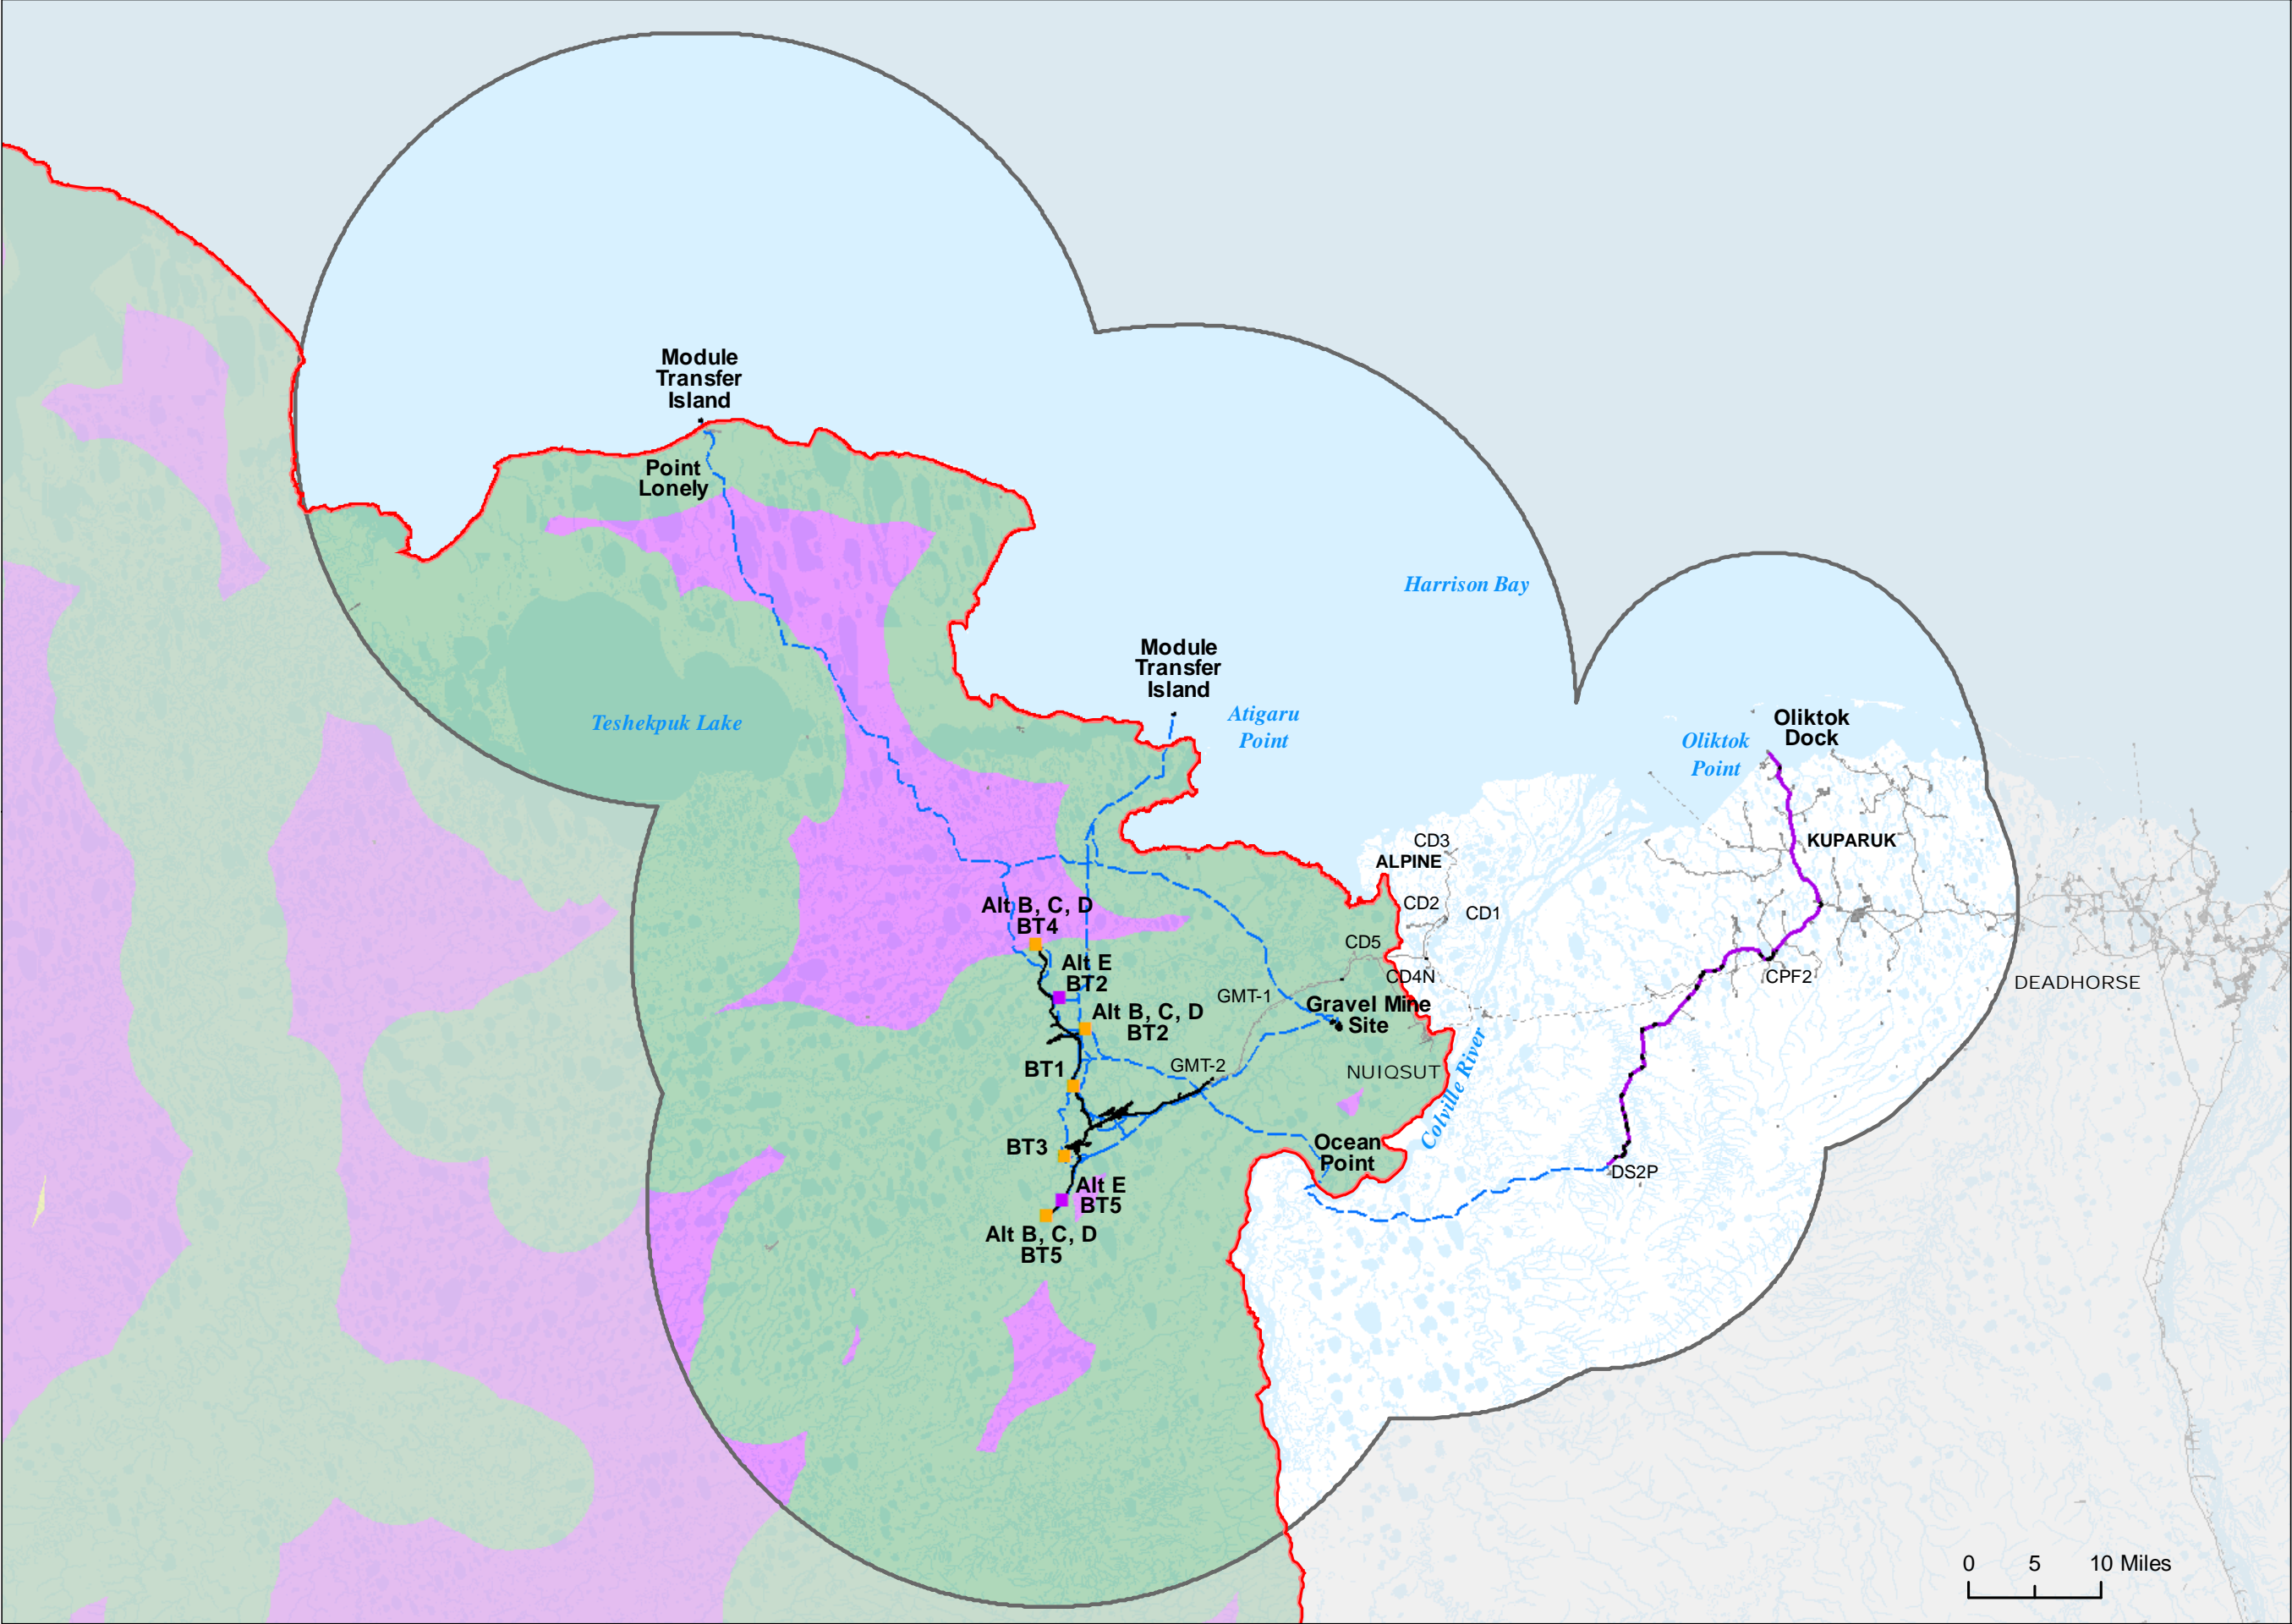 Module
Transfer
Island
Point
Lonely
Harrison Bay
Module
Transfer
Island
Teshekpuk Lake
Atigaru
Point
Oliktok
Dock
Oliktok
Point
CD3
KUPARUK
ALPINE
Alt B, C, D
BT4
CD2
CD1
CD5
Alt E
BT2
CD4N
CPF2
DEADHORSE
GMT-1
Gravel Mine
Site
Alt B, C, D
BT2
BT1
GMT-2
NUIQSUT
Colville River
BT3
Ocean
Point
DS2P
Alt E
BT5
Alt B, C, D
BT5
0 5 10 Miles